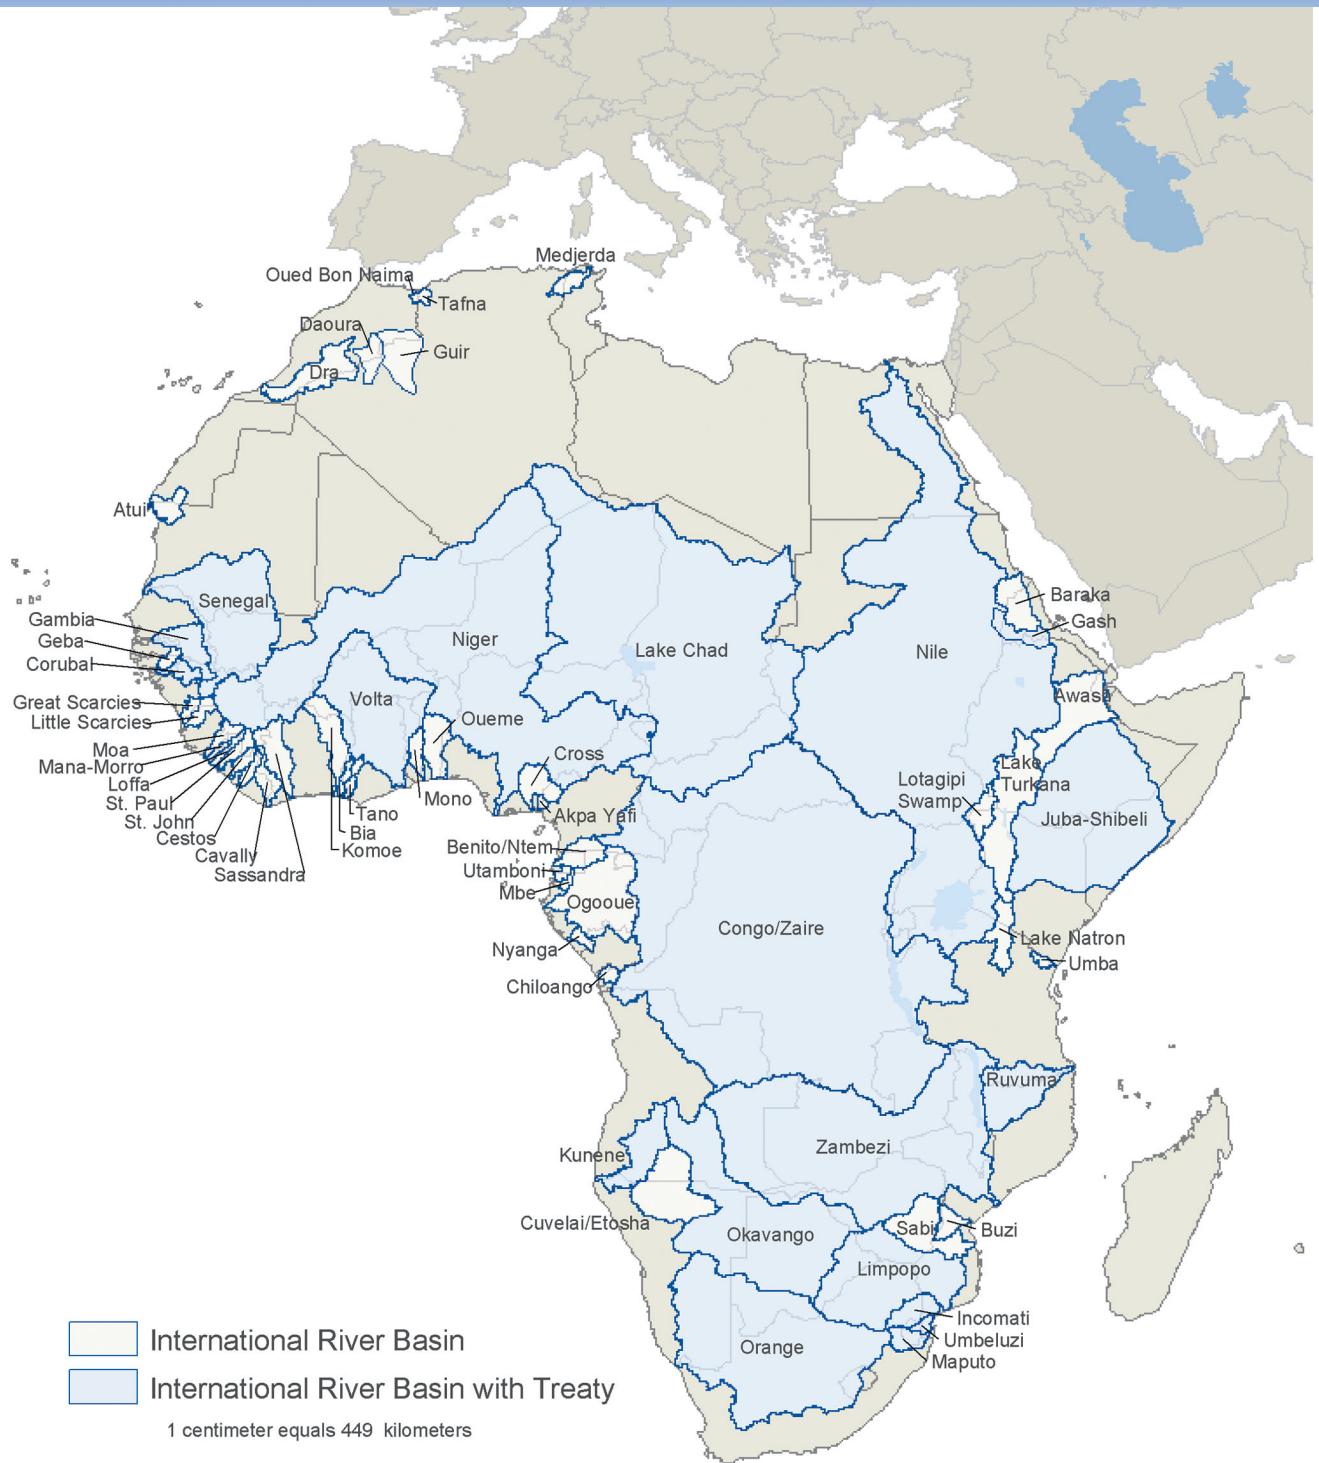 Medjerda
Oued Bon Naima
Tafna
Daoura
Guir
Dra
Atui
Senegal
Gambia
Geba
Corubal
Niger
Lake Chad
Nile
Baraka
Gash
Awash
Volta
Oueme
Great Scarcies
Little Scarcies
Moa
Mana-Morro
Loffa
St. Paul
St. John
Cestos
Cavally
Sassandra
Tano
Bia
Komoe
Mono
Cross
Akpa Yafi
Lake
Turkana
Lotagipi
Swamp
Juba-Shibeli
Benito/Ntem
Utamboni
Mbe
Ogooue
Nyanga
Chiloango
Congo/Zaire
Lake Natron
Umba
Ruvuma
Zambezi
Kunene
Cuvelai/Etosha
Okavango
Sabi
Buzi
Limpopo
Incomati
Umbeluzi
Maputo
Orange
International River Basin
International River Basin with Treaty
1 centimeter equals 449 kilometers